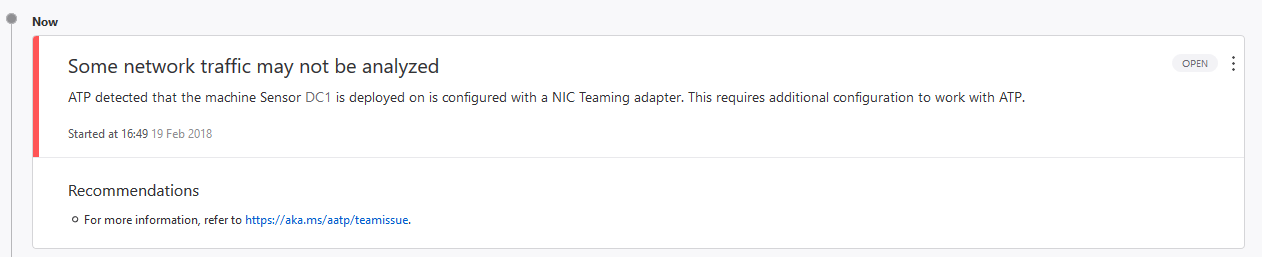 Now
Some network traffic may not be analyzed
OPEN
ATP detected that the machine Sensor DC1 is deployed on is configured with a NIC Teaming adapter. This requires additional configuration to work with ATP.
Started at 16:49 19 Feb 2018
Recommendations
For more information, refer to https://aka.ms/aatp/teamissue.